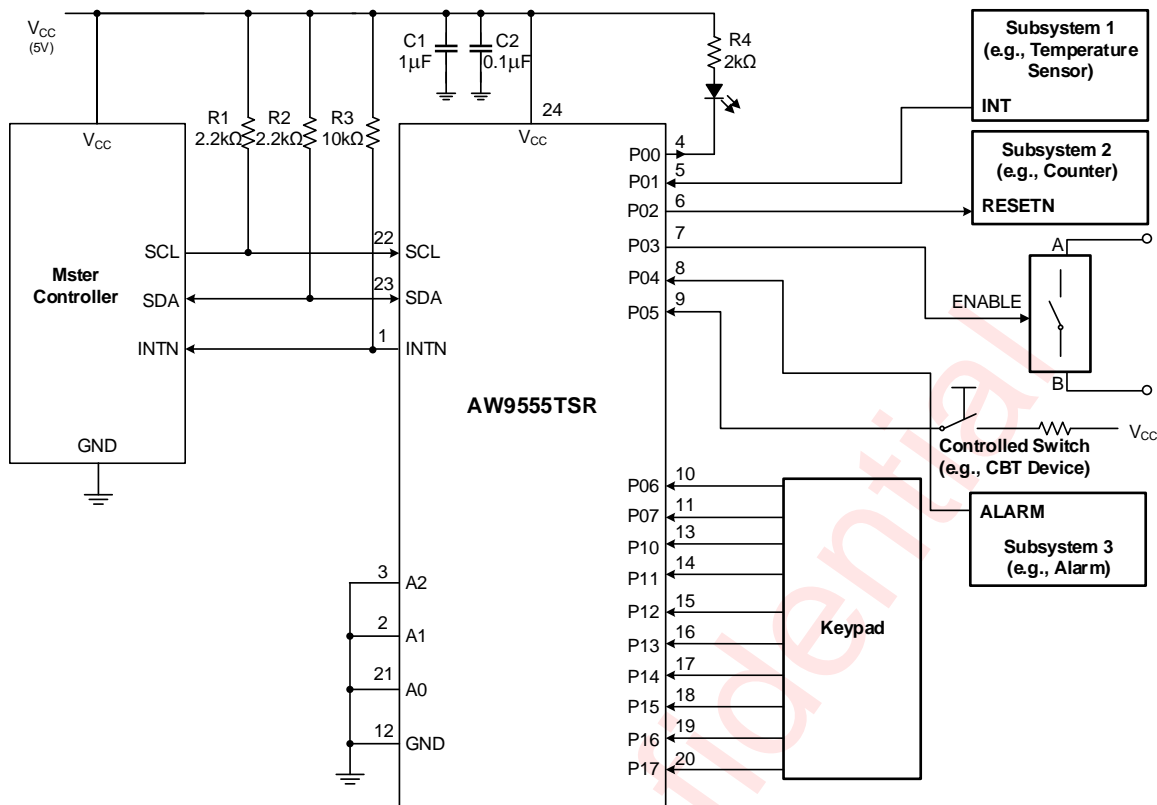 VCC
(5V)
C1
1μF
C2
0.1μF
R4
2kΩ
Subsystem 1
(e.g., Temperature
Sensor)
INT
VCC
R1
2.2kΩ
R2
2.2kΩ
R3
10kΩ
24
VCC
P00
4
P01
5
P02
6
P03
7
P04
8
P05
9
Subsystem 2
(e.g., Counter)
RESETN
A
ENABLE
B
SCL
22
SCL
Mster
Controller
SDA
23
SDA
INTN
1
INTN
AW9555TSR
GND
VCC
Controlled Switch
(e.g., CBT Device)
P06
10
P07
11
P10
13
P11
14
P12
15
P13
16
P14
17
P15
18
P16
19
P17
20
Keypad
ALARM
Subsystem 3
(e.g., Alarm)
3
A2
2
A1
21
A0
12
GND
fidential